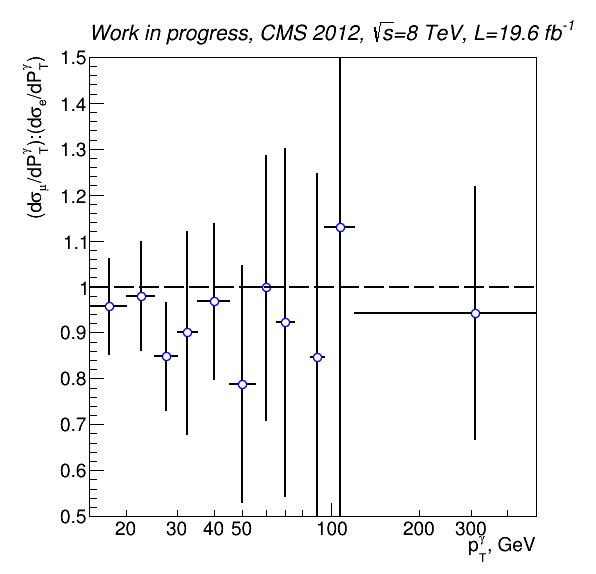 Work in progress, CMS 2012, √s=8 TeV, L=19.6 fb⁻¹
(dσ_μ/dP_T^γ):(dσ_e/dP_T^γ)
1.5
1.4
1.3
1.2
1.1
1
0.9
0.8
0.7
0.6
0.5
20 30 40 50 100 200 300
p_T^γ, GeV